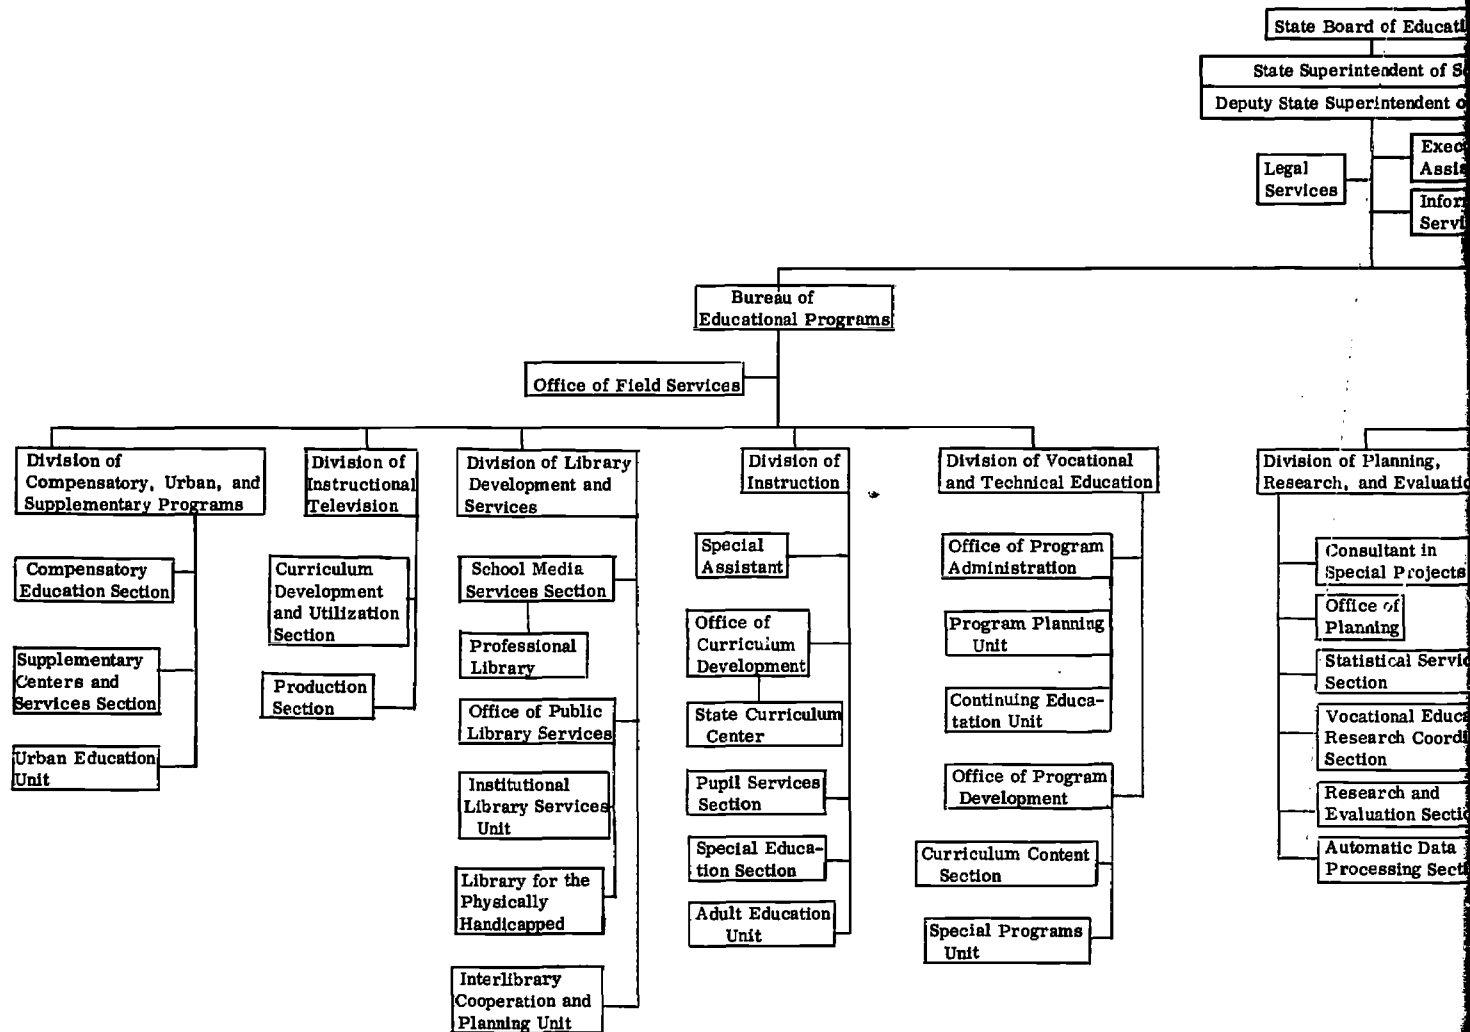 State Board of Educati
State Superintendent of S
Deputy State Superintendent o
Legal
Services
Exec
Assis
Infor
Servi
Bureau of
Educational Programs
Office of Field Services
Division of
Compensatory, Urban, and
Supplementary Programs
Compensatory
Education Section
Supplementary
Centers and
Services Section
Urban Education
Unit
Division of
Instructional
Television
Curriculum
Development
and Utilization
Section
Production
Section
Division of Library
Development and
Services
School Media
Services Section
Professional
Library
Office of Public
Library Services
Institutional
Library Services
Unit
Library for the
Physically
Handicapped
Interlibrary
Cooperation and
Planning Unit
Division of
Instruction
Special
Assistant
Office of
Curriculum
Development
State Curriculum
Center
Pupil Services
Section
Special Educa-
tion Section
Adult Education
Unit
Division of Vocational
and Technical Education
Office of Program
Administration
Program Planning
Unit
Continuing Educa-
tation Unit
Office of Program
Development
Curriculum Content
Section
Special Programs
Unit
Division of Planning,
Research, and Evaluatio
Consultant in
Special Projects
Office of
Planning
Statistical Servic
Section
Vocational Educa
Research Coordi
Section
Research and
Evaluation Sectio
Automatic Data
Processing Secti